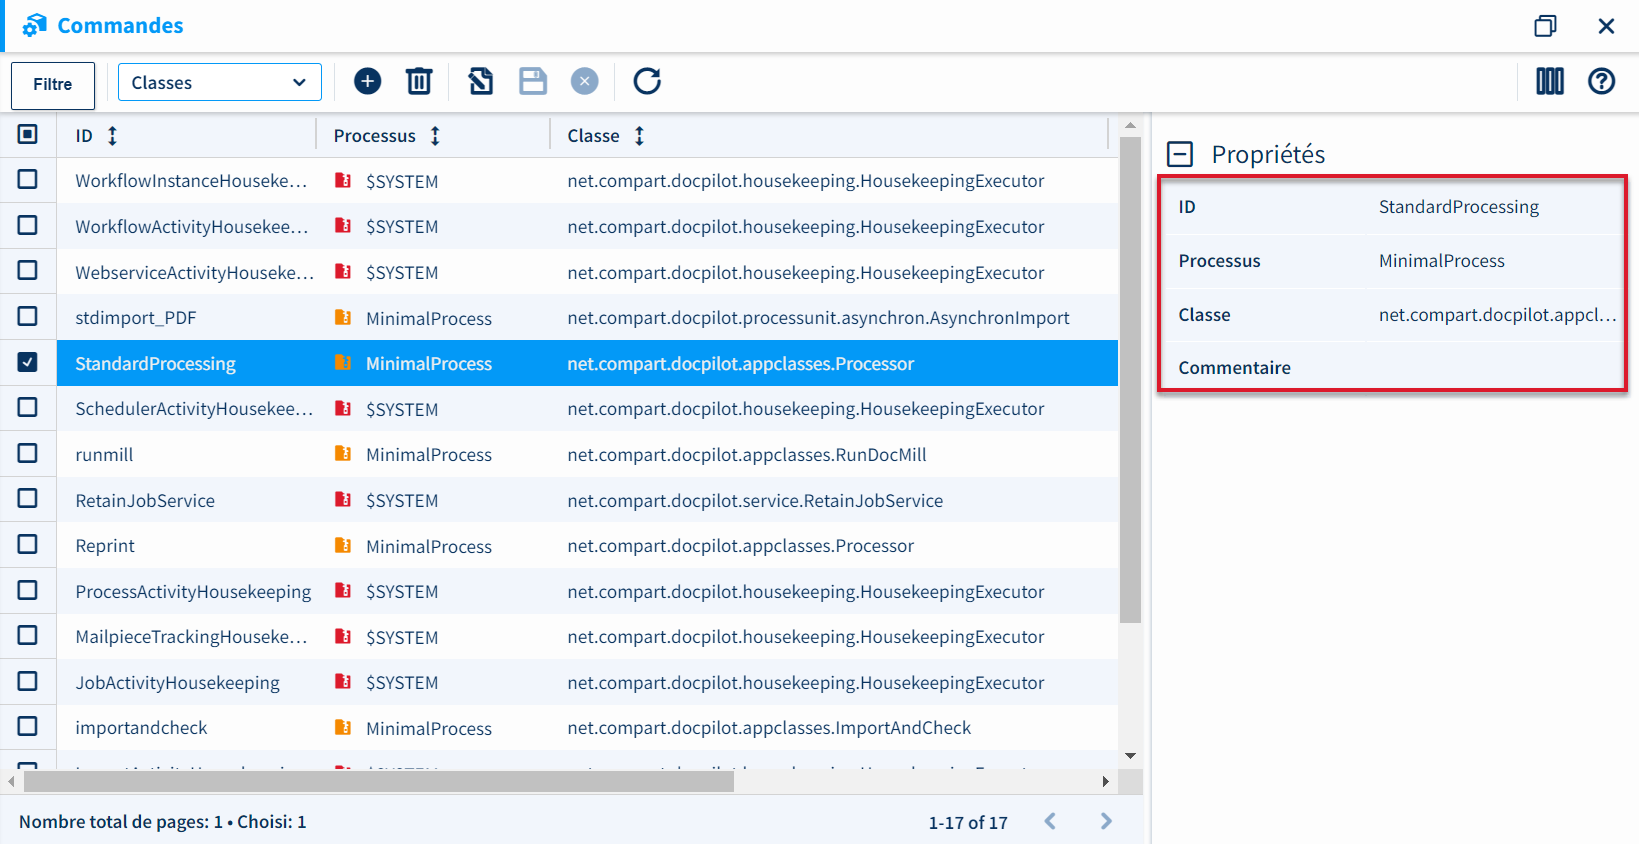 Commandes
Filtre
Classes
ID Processus Classe
WorkflowInstanceHouseke... $SYSTEM net.compart.docpilot.housekeeping.HousekeepingExecutor
WorkflowActivityHousekee... $SYSTEM net.compart.docpilot.housekeeping.HousekeepingExecutor
WebserviceActivityHouseke... $SYSTEM net.compart.docpilot.housekeeping.HousekeepingExecutor
stdimport_PDF MinimalProcess net.compart.docpilot.processunit.asynchron.AsynchronImport
StandardProcessing MinimalProcess net.compart.docpilot.appclasses.Processor
SchedulerActivityHousekee... $SYSTEM net.compart.docpilot.housekeeping.HousekeepingExecutor
runmill MinimalProcess net.compart.docpilot.appclasses.RunDocMill
RetainJobService $SYSTEM net.compart.docpilot.service.RetainJobService
Reprint MinimalProcess net.compart.docpilot.appclasses.Processor
ProcessActivityHousekeeping $SYSTEM net.compart.docpilot.housekeeping.HousekeepingExecutor
MailpieceTrackingHouseke... $SYSTEM net.compart.docpilot.housekeeping.HousekeepingExecutor
JobActivityHousekeeping $SYSTEM net.compart.docpilot.housekeeping.HousekeepingExecutor
importandcheck MinimalProcess net.compart.docpilot.appclasses.ImportAndCheck
Nombre total de pages: 1 • Choisi: 1
1-17 of 17
Propriétés
ID StandardProcessing
Processus MinimalProcess
Classe net.compart.docpilot.appcl...
Commentaire